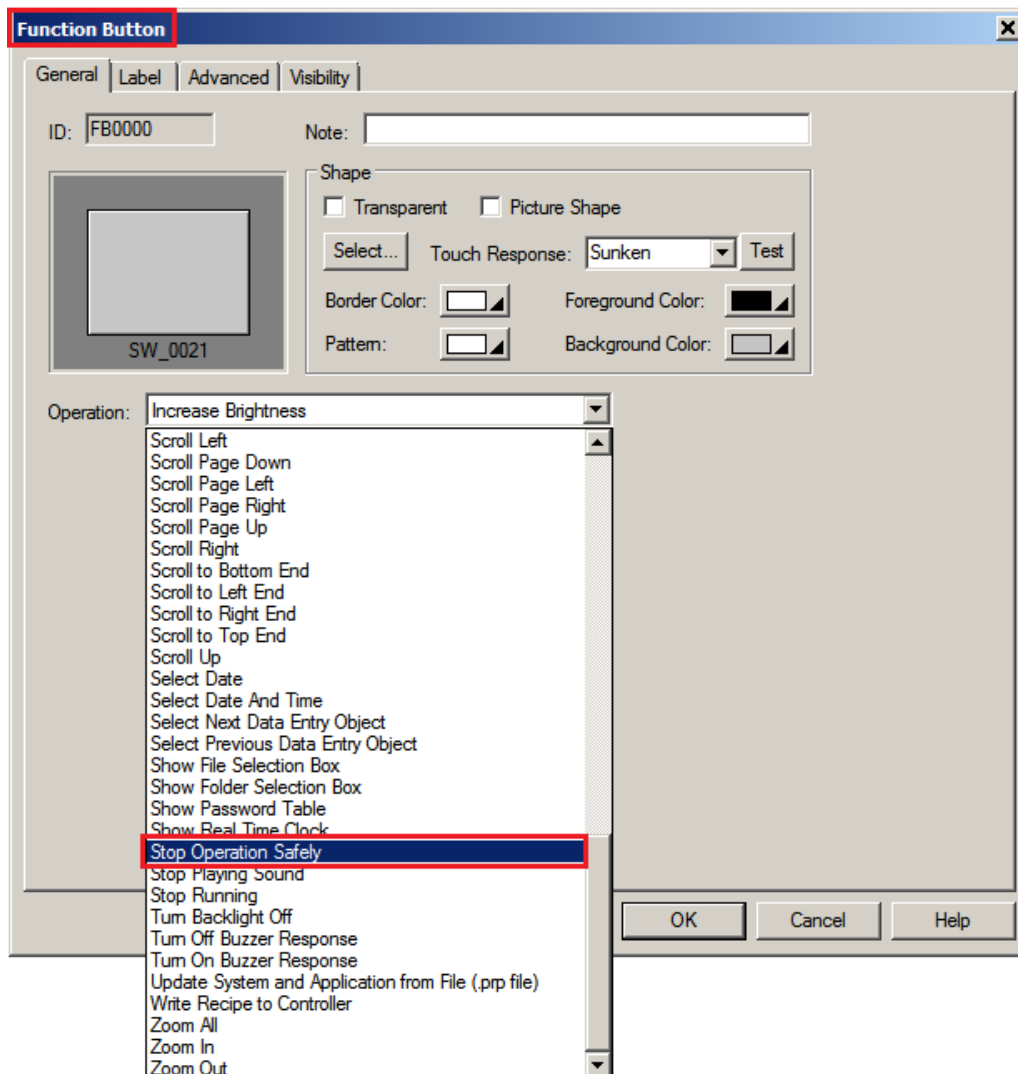 Function Button
General Label Advanced Visibility
ID: FB0000 Note:
Shape
Transparent Picture Shape
Select... Touch Response: Sunken Test
Border Color: Foreground Color:
Pattern: Background Color:
SW_0021
Operation: Increase Brightness
Scroll Left
Scroll Page Down
Scroll Page Left
Scroll Page Right
Scroll Page Up
Scroll Right
Scroll to Bottom End
Scroll to Left End
Scroll to Right End
Scroll to Top End
Scroll Up
Select Date
Select Date And Time
Select Next Data Entry Object
Select Previous Data Entry Object
Show File Selection Box
Show Folder Selection Box
Show Password Table
Show Real Time Clock
Stop Operation Safely
Stop Playing Sound
Stop Running
Turn Backlight Off
Turn Off Buzzer Response
Turn On Buzzer Response
Update System and Application from File (.prp file)
Write Recipe to Controller
Zoom All
Zoom In
Zoom Out
OK Cancel Help